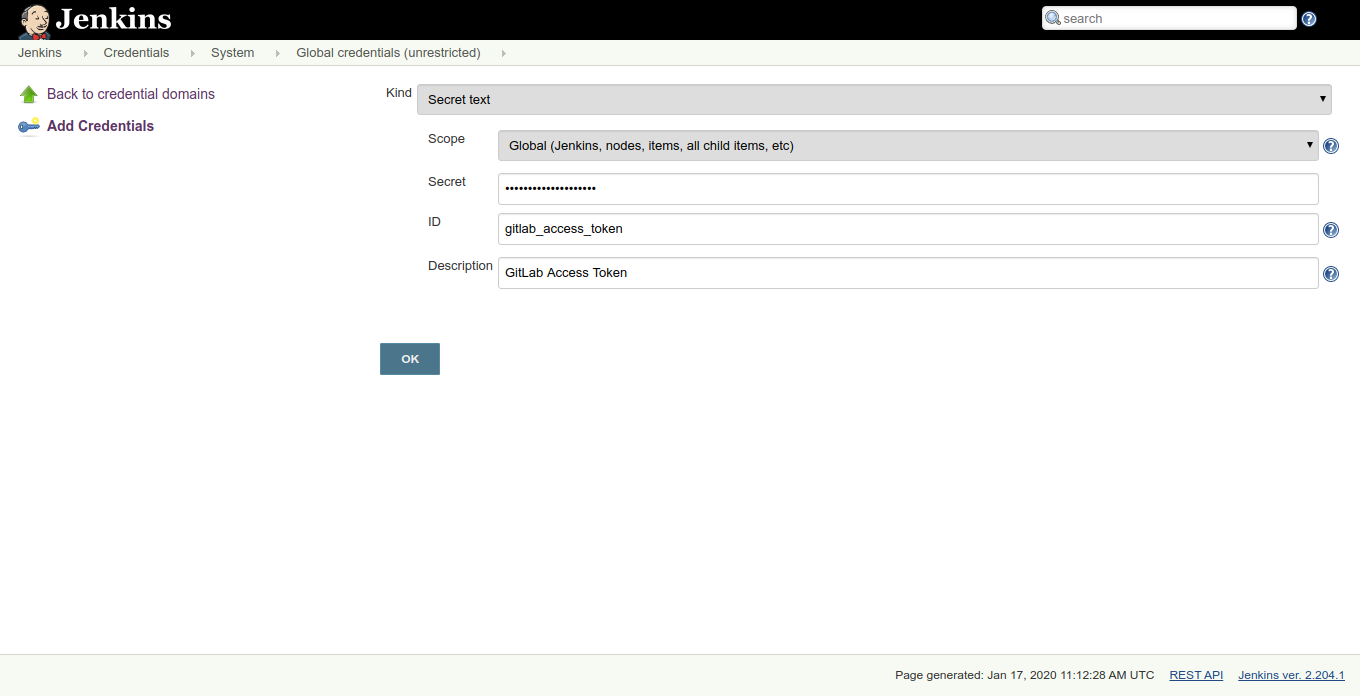 Jenkins
search
Jenkins Credentials System Global credentials (unrestricted)
Back to credential domains
Add Credentials
Kind Secret text
Scope Global (Jenkins, nodes, items, all child items, etc)
Secret ••••••••••••••••••••
ID gitlab_access_token
Description GitLab Access Token
OK
Page generated: Jan 17, 2020 11:12:28 AM UTC REST API Jenkins ver. 2.204.1